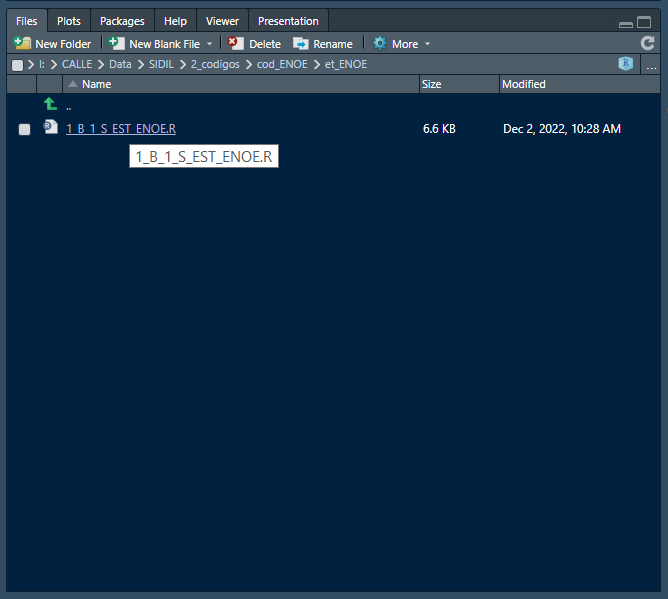 Files Plots Packages Help Viewer Presentation
New Folder New Blank File Delete Rename More
I: CALLE Data SIDIL 2_codigos cod_ENOE et_ENOE R ...
Name Size Modified
..
1_B_1_S_EST_ENOE.R 6.6 KB Dec 2, 2022, 10:28 AM
1_B_1_S_EST_ENOE.R